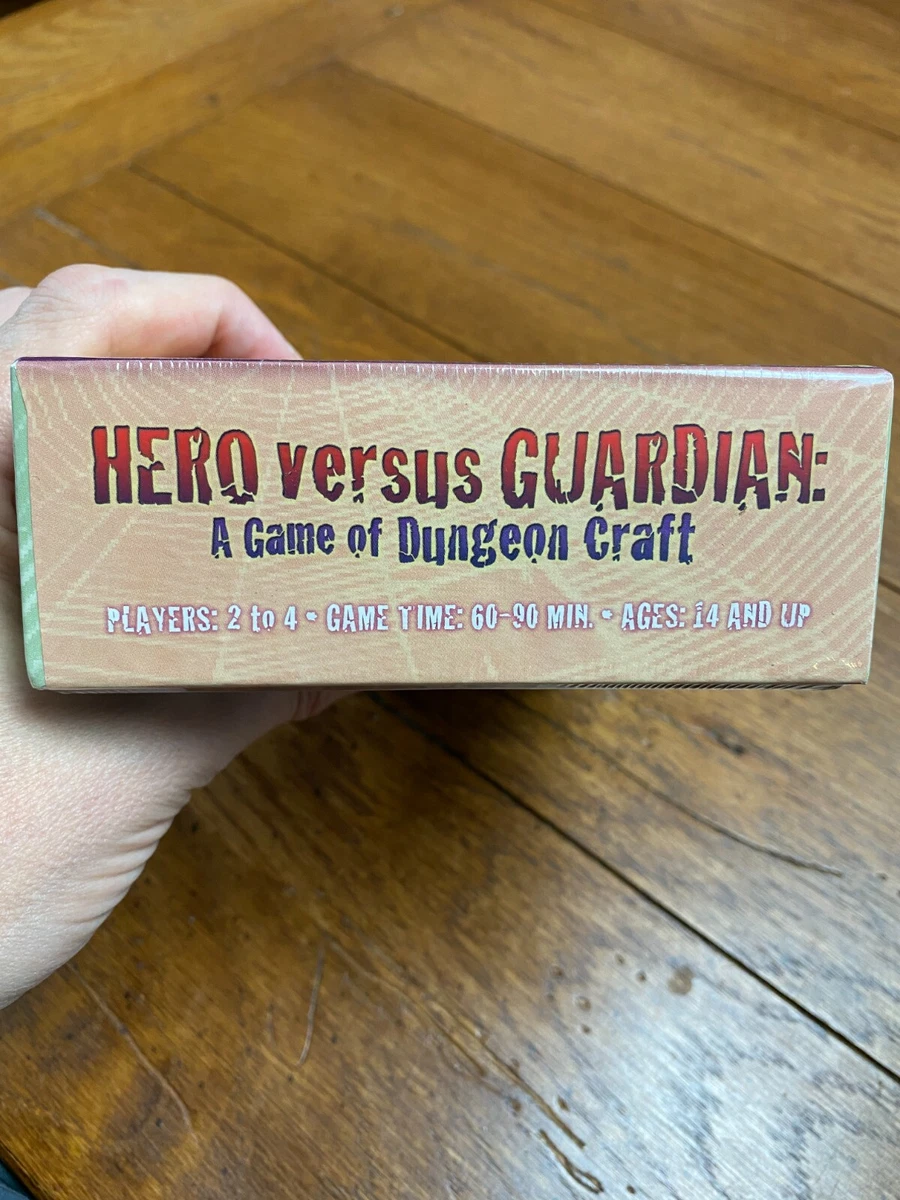 HERO versus GUARDIAN:
A Game of Dungeon Craft
PLAYERS: 2 to 4 • GAME TIME: 60-90 MIN. • AGES: 14 AND UP